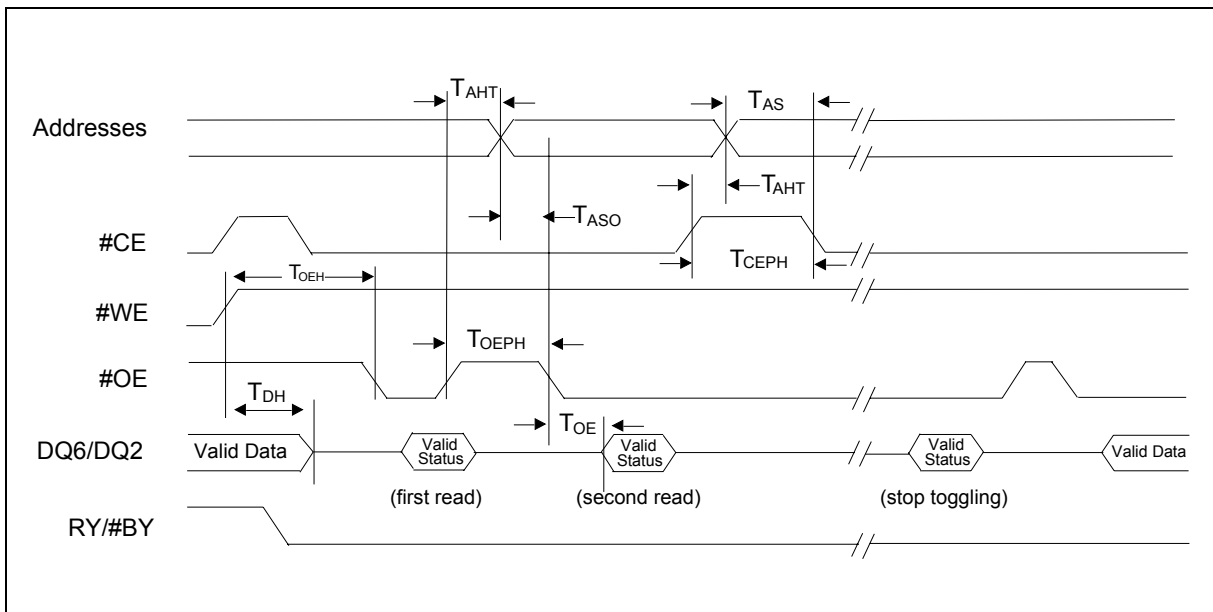 TAHT
TAS
Addresses
TAHT
TASO
#CE
TCEPH
TOEH
#WE
TOEPH
#OE
TDH
TOE
DQ6/DQ2
Valid Data
Valid
Status
Valid
Status
Valid
Status
Valid Data
(first read)
(second read)
(stop toggling)
RY/#BY